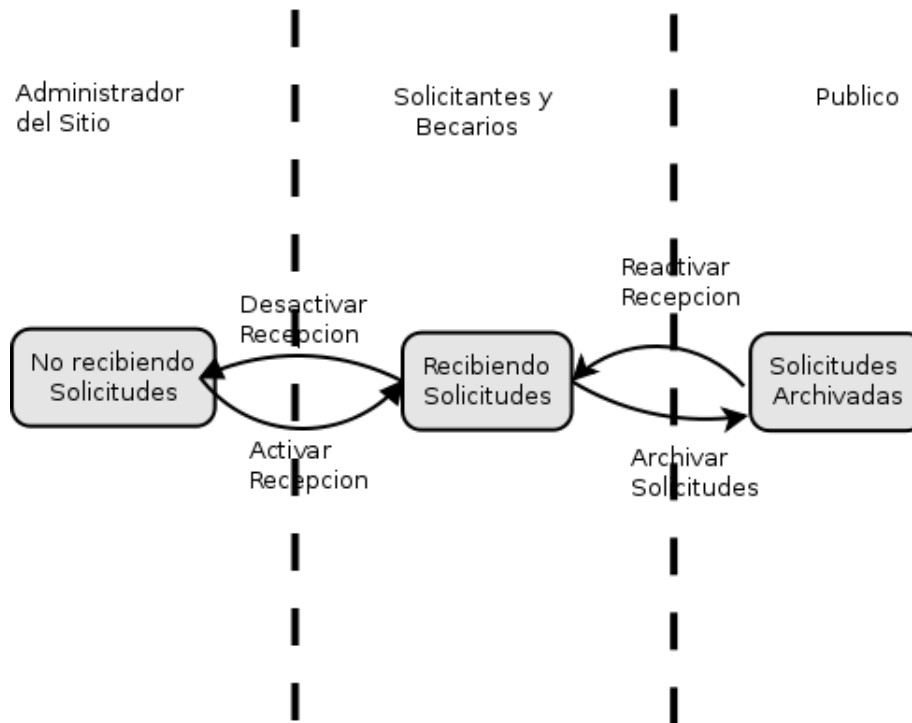 Administrador
del Sitio
Solicitantes y
Becarios
Publico
Reactivar
Recepcion
Desactivar
Recepcion
No recibiendo
Solicitudes
Recibiendo
Solicitudes
Solicitudes
Archivadas
Activar
Recepcion
Archivar
Solicitudes